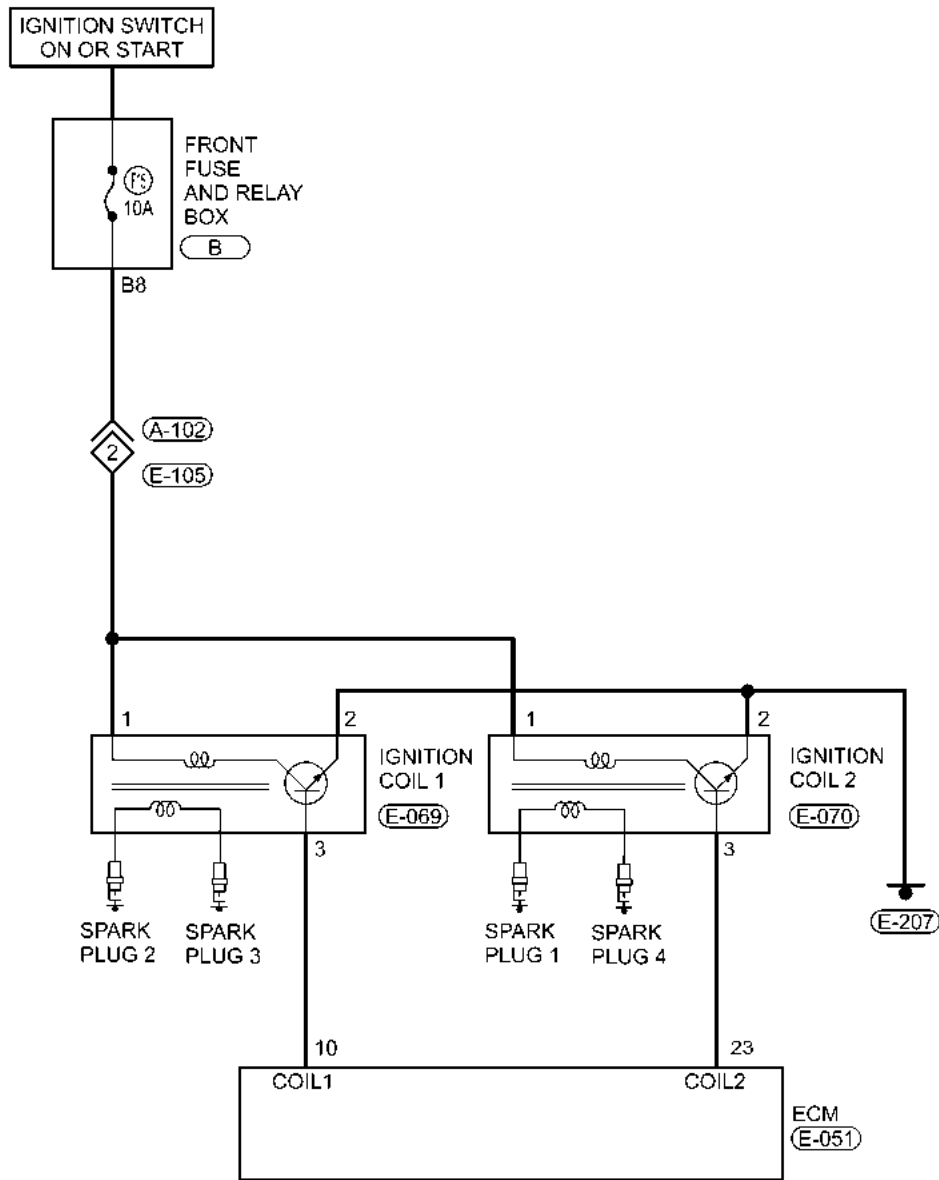 IGNITION SWITCH
ON OR START
FRONT
FUSE
AND RELAY
BOX
B
10A
B8
A-102
2
E-105
1
2
1
2
IGNITION
COIL 1
E-069
IGNITION
COIL 2
E-070
3
3
SPARK
PLUG 2
SPARK
PLUG 3
SPARK
PLUG 1
SPARK
PLUG 4
E-207
10
23
COIL1
COIL2
ECM
E-051